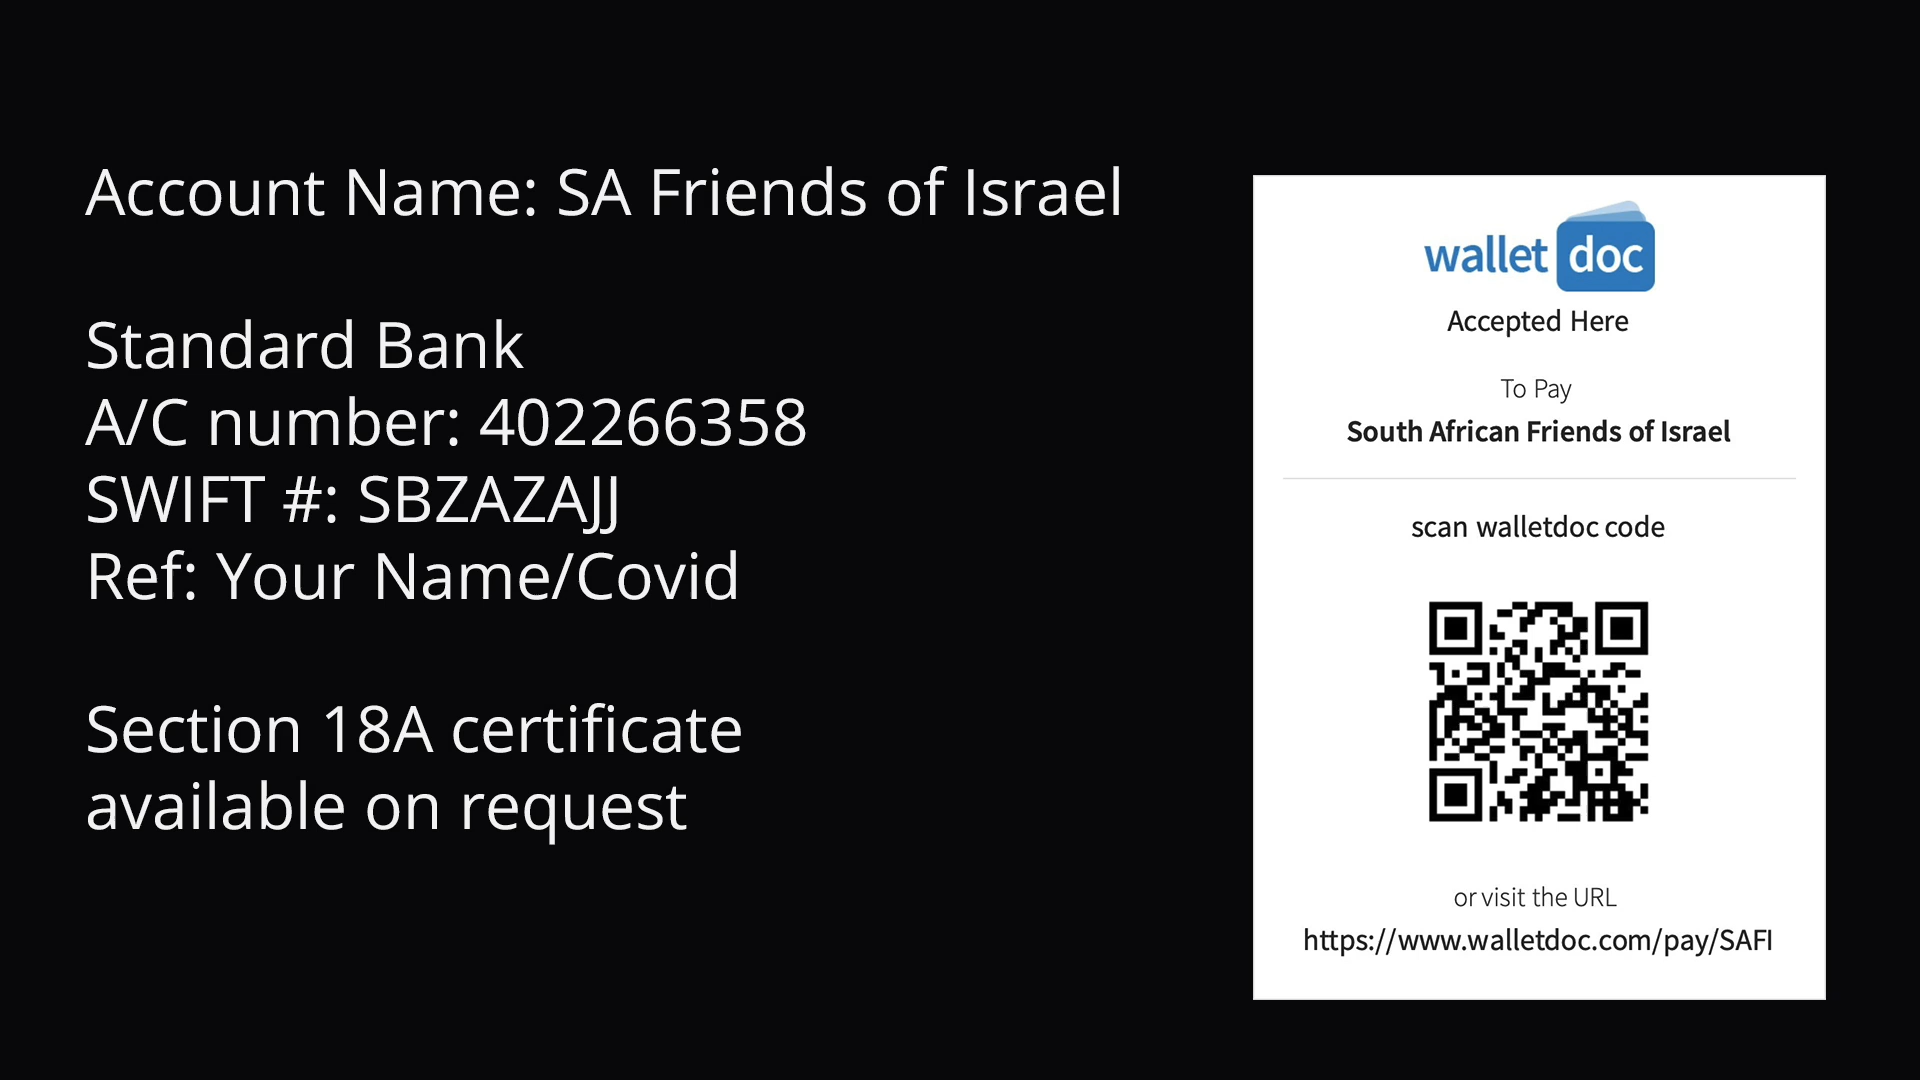 Account Name: SA Friends of Israel
Standard Bank
A/C number: 402266358
SWIFT #: SBZAZAJJ
Ref: Your Name/Covid
Section 18A certificate
available on request
wallet doc
Accepted Here
To Pay
South African Friends of Israel
scan walletdoc code
or visit the URL
https://www.walletdoc.com/pay/SAFI